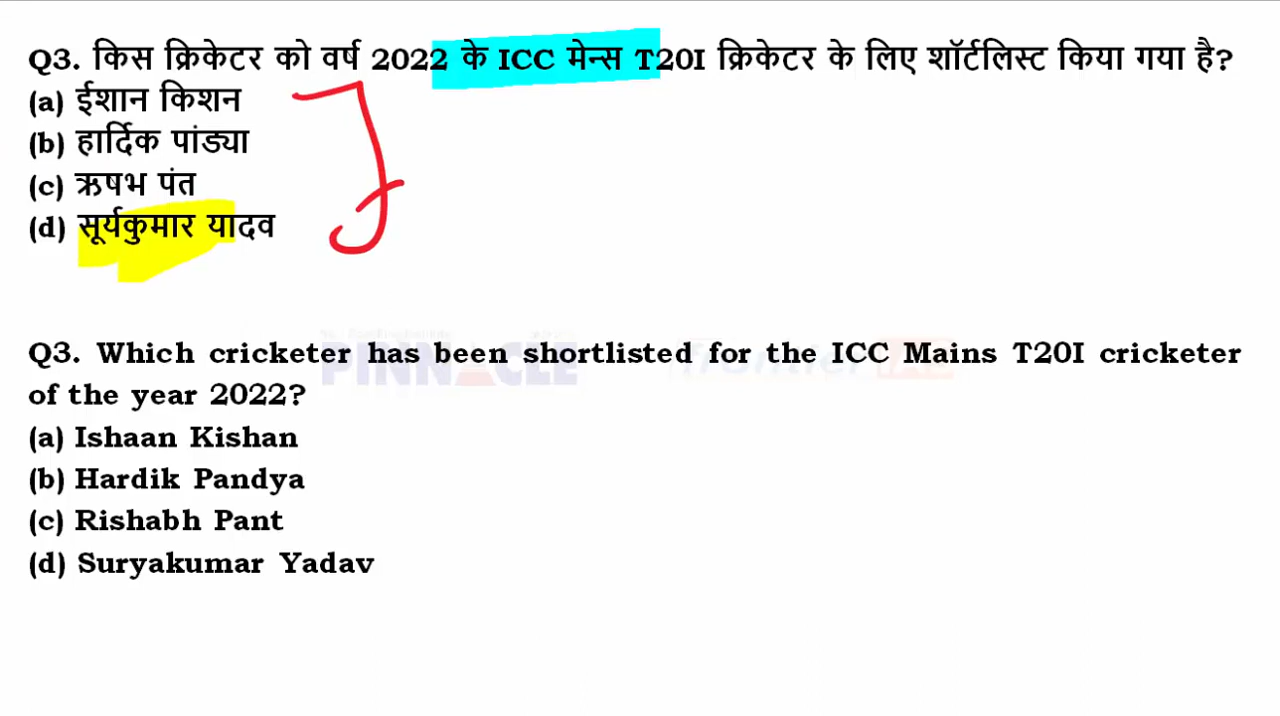 Q3. किस क्रिकेटर को वर्ष 2022 के ICC मेन्स T20I क्रिकेटर के लिए शॉर्टलिस्ट किया गया है?
(a) ईशान किशन
(b) हार्दिक पांड्या
(c) ऋषभ पंत
(d) सूर्यकुमार यादव
Q3. Which cricketer has been shortlisted for the ICC Mains T20I cricketer
of the year 2022?
PINNACLE
(a) Ishaan Kishan
(b) Hardik Pandya
(c) Rishabh Pant
(d) Suryakumar Yadav